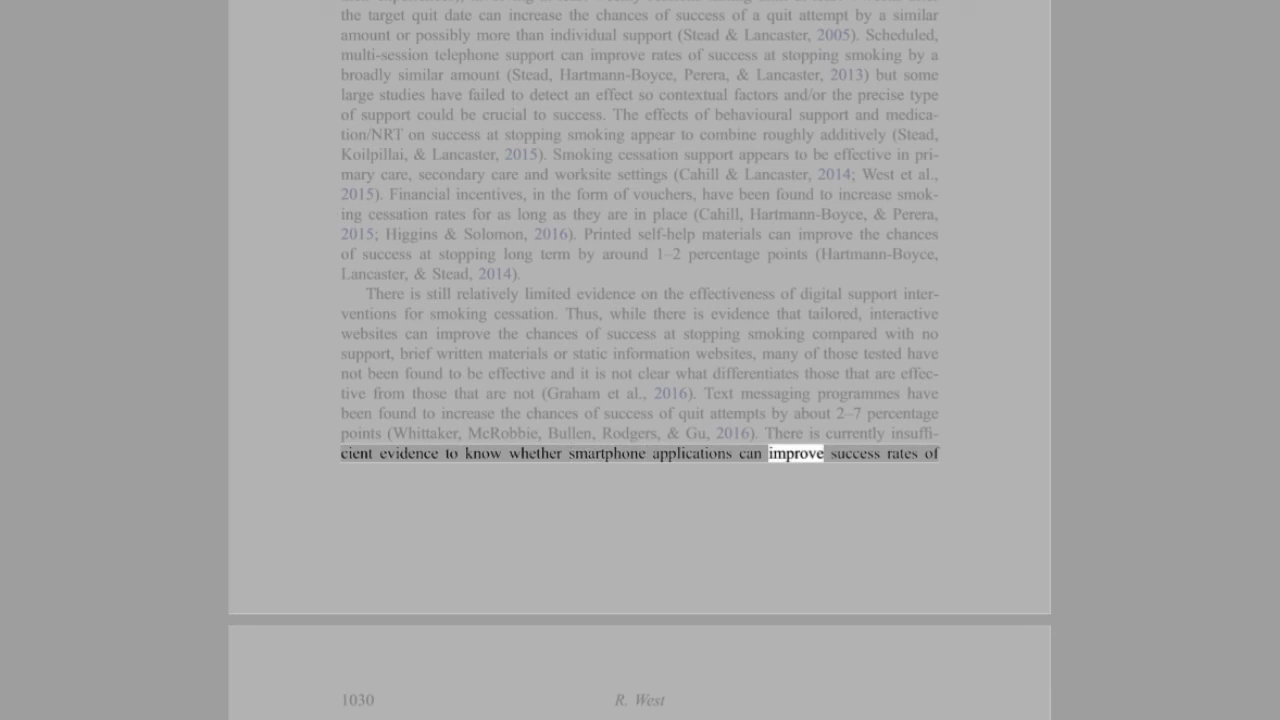 the target quit date can increase the chances of success of a quit attempt by a similar
amount or possibly more than individual support (Stead & Lancaster, 2005). Scheduled,
multi-session telephone support can improve rates of success at stopping smoking by a
broadly similar amount (Stead, Hartmann-Boyce, Perera, & Lancaster, 2013) but some
large studies have failed to detect an effect so contextual factors and/or the precise type
of support could be crucial to success. The effects of behavioural support and medica-
tion/NRT on success at stopping smoking appear to combine roughly additively (Stead,
Koilpillai, & Lancaster, 2015). Smoking cessation support appears to be effective in pri-
mary care, secondary care and worksite settings (Cahill & Lancaster, 2014; West et al.,
2015). Financial incentives, in the form of vouchers, have been found to increase smok-
ing cessation rates for as long as they are in place (Cahill, Hartmann-Boyce, & Perera,
2015; Higgins & Solomon, 2016). Printed self-help materials can improve the chances
of success at stopping long term by around 1–2 percentage points (Hartmann-Boyce,
Lancaster, & Stead, 2014).
There is still relatively limited evidence on the effectiveness of digital support inter-
ventions for smoking cessation. Thus, while there is evidence that tailored, interactive
websites can improve the chances of success at stopping smoking compared with no
support, brief written materials or static information websites, many of those tested have
not been found to be effective and it is not clear what differentiates those that are effec-
tive from those that are not (Graham et al., 2016). Text messaging programmes have
been found to increase the chances of success of quit attempts by about 2–7 percentage
points (Whittaker, McRobbie, Bullen, Rodgers, & Gu, 2016). There is currently insuffi-
cient evidence to know whether smartphone applications can improve success rates of
1030 R. West